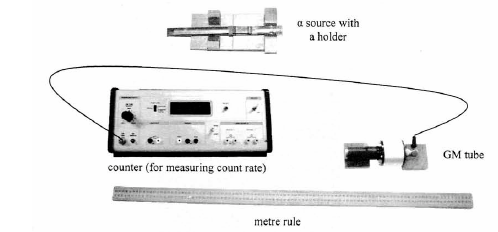 α source with
a holder
GM tube
counter (for measuring count rate)
metre rule